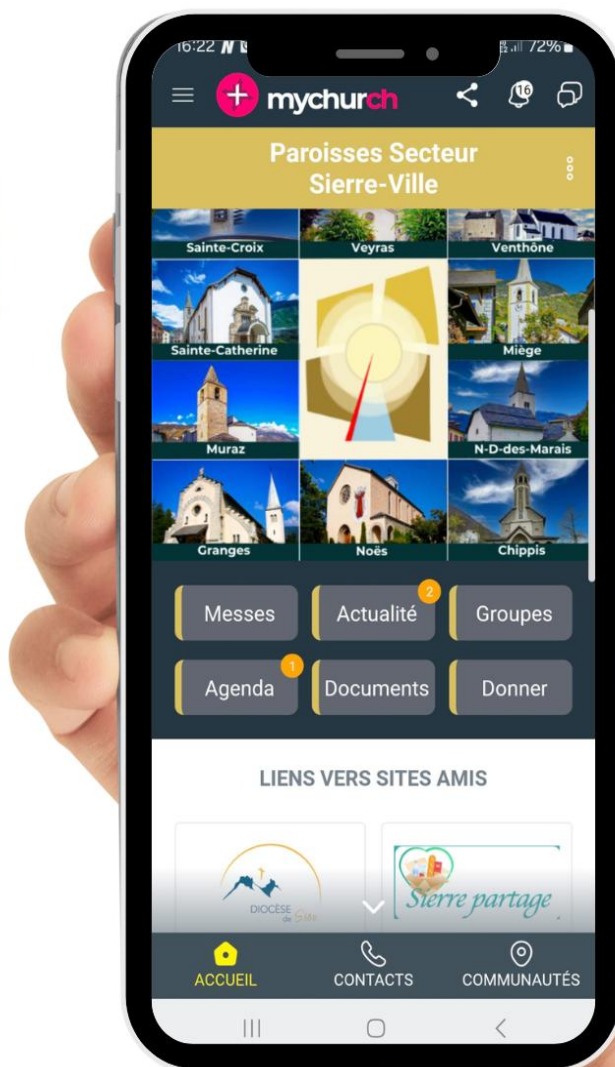 16:22
72%
mychurch
16
Paroisses Secteur
Sierre-Ville
Sainte-Croix
Veyras
Venthône
Sainte-Catherine
Miège
Muraz
N-D-des-Marais
Granges
Noës
Chippis
Messes
Actualité
2
Groupes
Agenda
1
Documents
Donner
LIENS VERS SITES AMIS
DIOCÈSE
de Sion
Sierre partage
ACCUEIL
CONTACTS
COMMUNAUTÉS